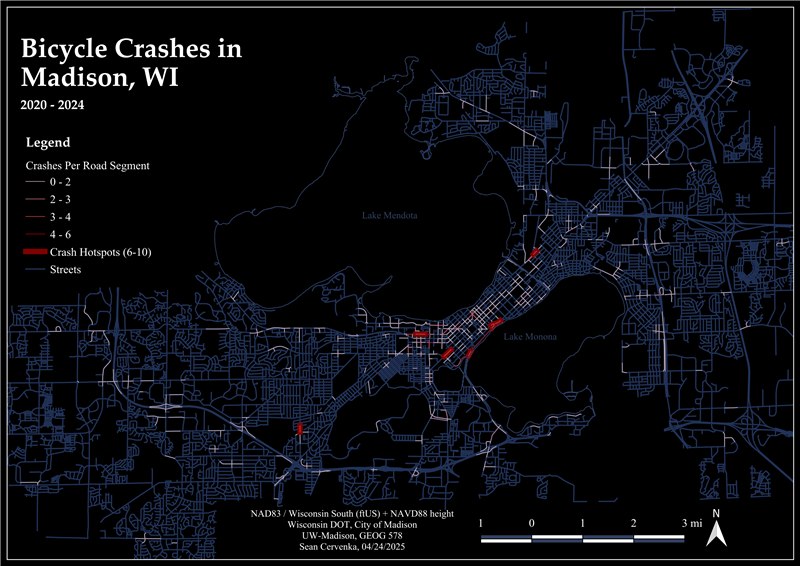 Bicycle Crashes in
Madison, WI
2020 - 2024
Legend
Crashes Per Road Segment
0 - 2
2 - 3
3 - 4
4 - 6
Crash Hotspots (6-10)
Streets
Lake Mendota
Lake Monona
NAD83 / Wisconsin South (ftUS) + NAVD88 height
Wisconsin DOT, City of Madison
UW-Madison, GEOG 578
Sean Cervenka, 04/24/2025
1 0 1 2 3 mi
N